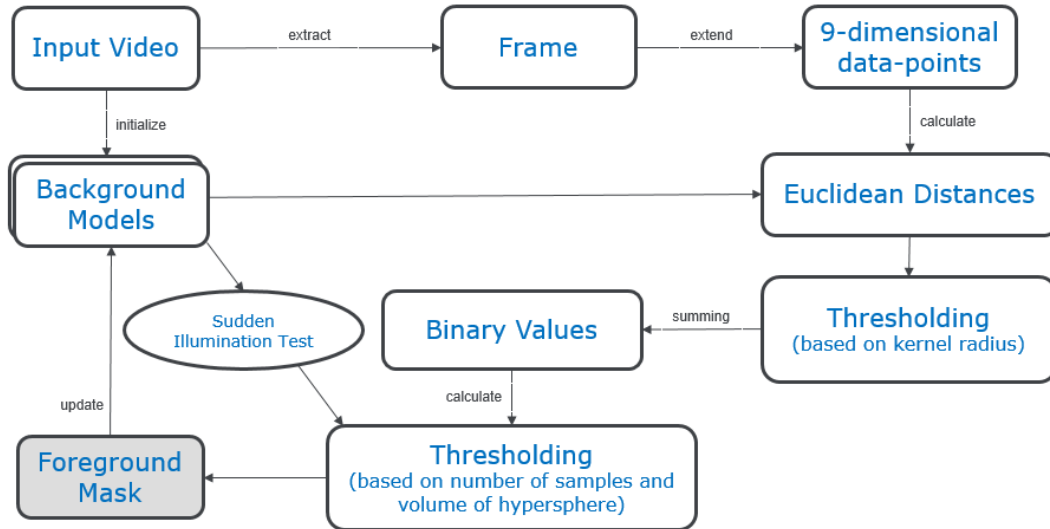 Input Video
extract
Frame
extend
9-dimensional
data-points
initialize
calculate
Background
Models
Euclidean Distances
Sudden
Illumination Test
Binary Values
summing
Thresholding
(based on kernel radius)
update
calculate
Foreground
Mask
Thresholding
(based on number of samples and
volume of hypersphere)